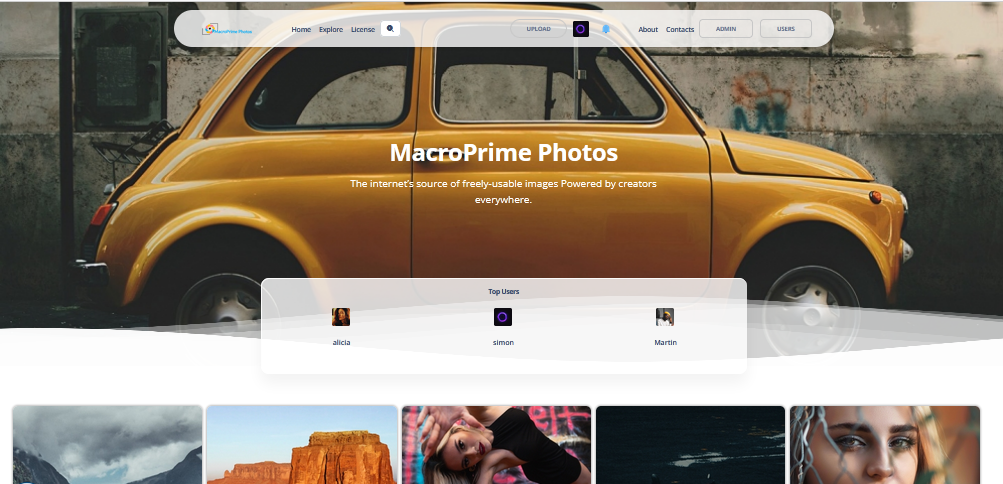 MacroPrime Photos
Home Explore License
UPLOAD
About Contacts
ADMIN
USERS
MacroPrime Photos
The internet's source of freely-usable images Powered by creators
everywhere.
Top Users
alicia
simon
Martin